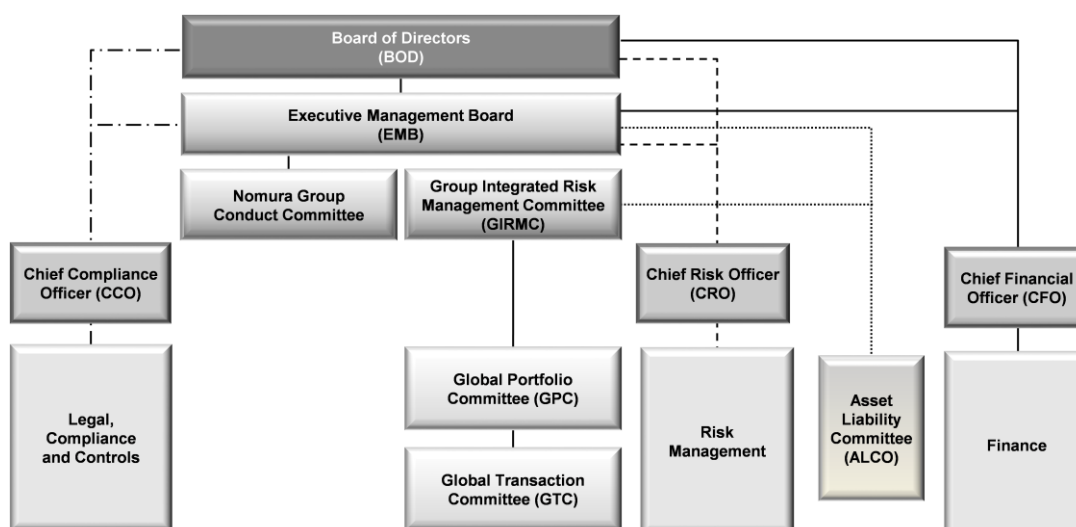 Board of Directors
(BOD)
Executive Management Board
(EMB)
Nomura Group
Conduct Committee
Group Integrated Risk
Management Committee
(GIRMC)
Chief Compliance
Officer (CCO)
Chief Risk Officer
(CRO)
Chief Financial
Officer (CFO)
Legal,
Compliance
and Controls
Global Portfolio
Committee (GPC)
Global Transaction
Committee (GTC)
Risk
Management
Asset
Liability
Committee
(ALCO)
Finance